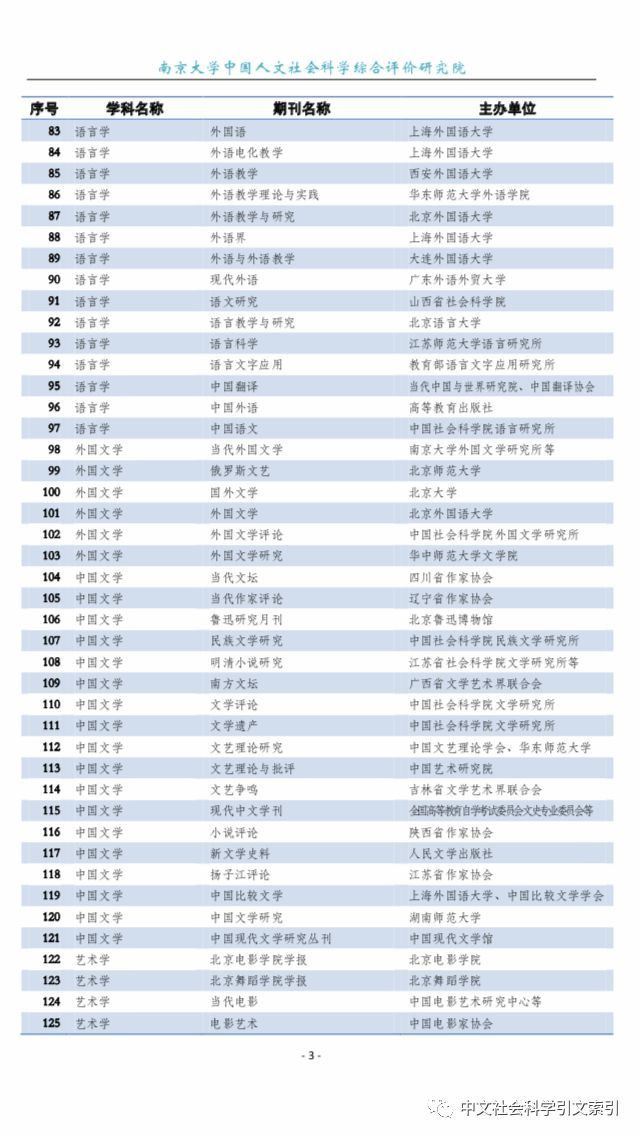 南京大学中国人文社会科学综合评价研究院
序号 学科名称 期刊名称 主办单位
83 语言学 外国语 上海外国语大学
84 语言学 外语电化教学 上海外国语大学
85 语言学 外语教学 西安外国语大学
86 语言学 外语教学理论与实践 华东师范大学外语学院
87 语言学 外语教学与研究 北京外国语大学
88 语言学 外语界 上海外国语大学
89 语言学 外语与外语教学 大连外国语大学
90 语言学 现代外语 广东外语外贸大学
91 语言学 语文研究 山西省社会科学院
92 语言学 语言教学与研究 北京语言大学
93 语言学 语言科学 江苏师范大学语言研究所
94 语言学 语言文字应用 教育部语言文字应用研究所
95 语言学 中国翻译 当代中国与世界研究院、中国翻译协会
96 语言学 中国外语 高等教育出版社
97 语言学 中国语文 中国社会科学院语言研究所
98 外国文学 当代外国文学 南京大学外国文学研究所等
99 外国文学 俄罗斯文艺 北京师范大学
100 外国文学 国外文学 北京大学
101 外国文学 外国文学 北京外国语大学
102 外国文学 外国文学评论 中国社会科学院外国文学研究所
103 外国文学 外国文学研究 华中师范大学文学院
104 中国文学 当代文坛 四川省作家协会
105 中国文学 当代作家评论 辽宁省作家协会
106 中国文学 鲁迅研究月刊 北京鲁迅博物馆
107 中国文学 民族文学研究 中国社会科学院民族文学研究所
108 中国文学 明清小说研究 江苏省社会科学院文学研究所等
109 中国文学 南方文坛 广西省文学艺术界联合会
110 中国文学 文学评论 中国社会科学院文学研究所
111 中国文学 文学遗产 中国社会科学院文学研究所
112 中国文学 文艺理论研究 中国文艺理论学会、华东师范大学
113 中国文学 文艺理论与批评 中国艺术研究院
114 中国文学 文艺争鸣 吉林省文学艺术界联合会
115 中国文学 现代中文学刊 全国高等教育自学考试委员会文史专业委员会等
116 中国文学 小说评论 陕西省作家协会
117 中国文学 新文学史料 人民文学出版社
118 中国文学 扬子江评论 江苏省作家协会
119 中国文学 中国比较文学 上海外国语大学、中国比较文学学会
120 中国文学 中国文学研究 湖南师范大学
121 中国文学 中国现代文学研究丛刊 中国现代文学馆
122 艺术学 北京电影学院学报 北京电影学院
123 艺术学 北京舞蹈学院学报 北京舞蹈学院
124 艺术学 当代电影 中国电影艺术研究中心等
125 艺术学 电影艺术 中国电影家协会
- 3 -
中文社会科学引文索引